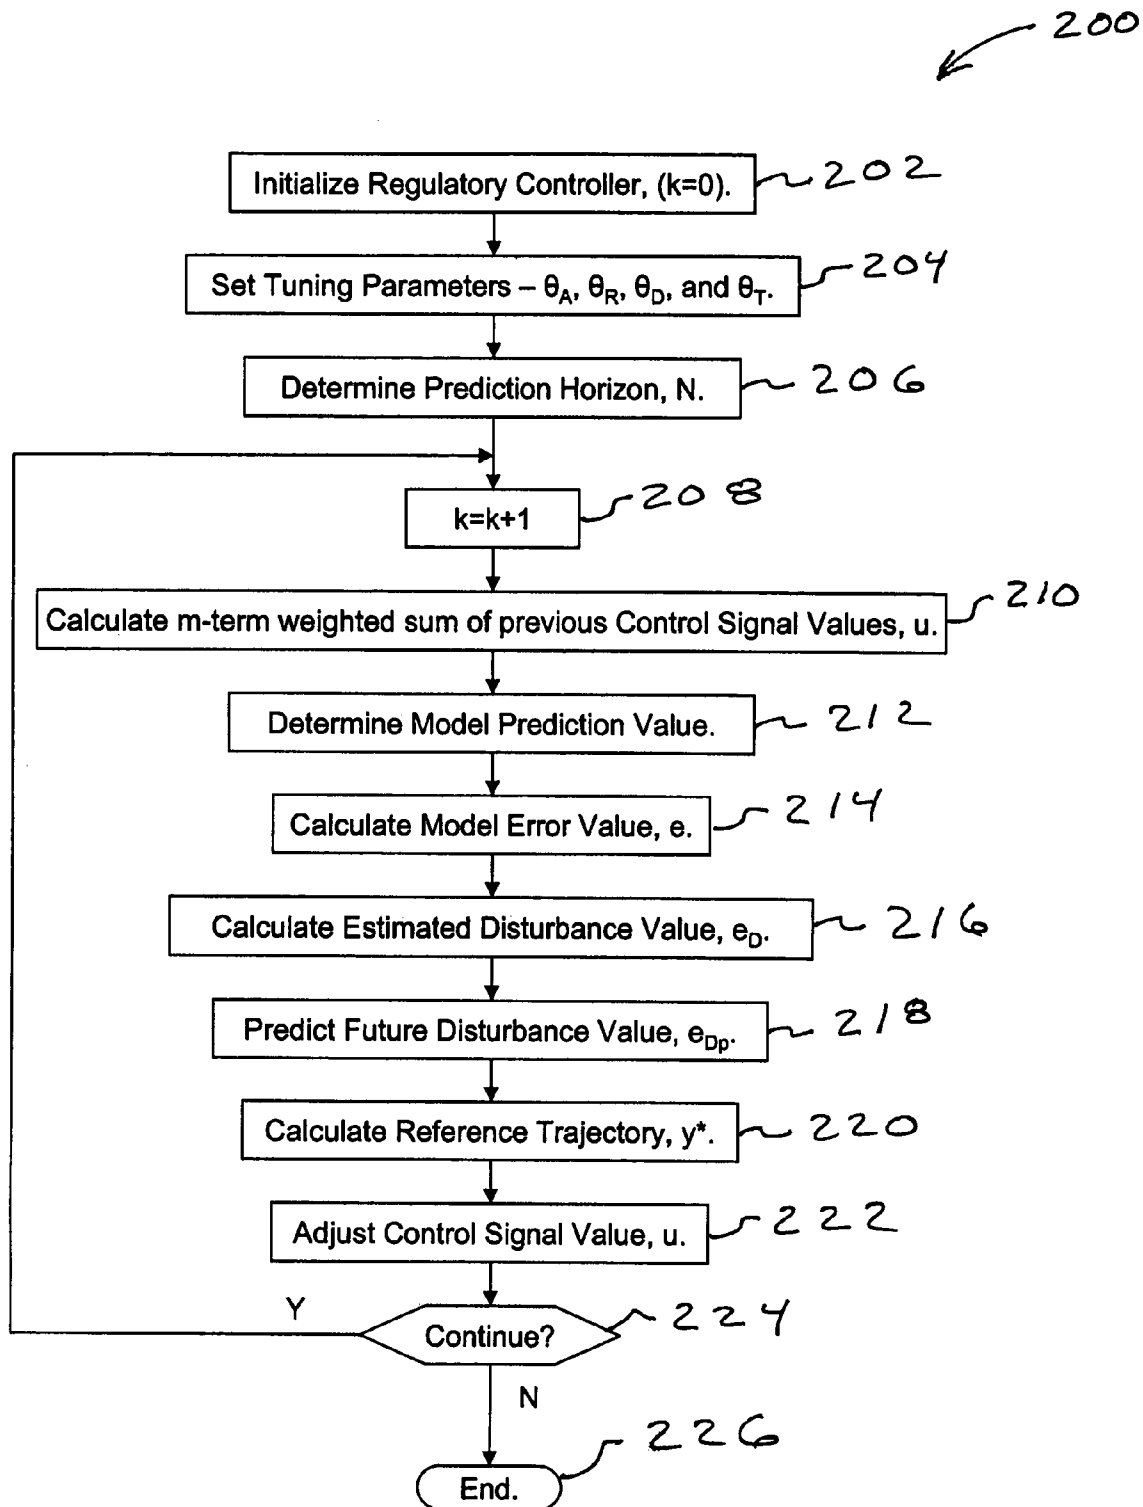 200
Initialize Regulatory Controller, (k=0). 202
Set Tuning Parameters – θA, θR, θD, and θT. 204
Determine Prediction Horizon, N. 206
k=k+1 208
Calculate m-term weighted sum of previous Control Signal Values, u. 210
Determine Model Prediction Value. 212
Calculate Model Error Value, e. 214
Calculate Estimated Disturbance Value, eD. 216
Predict Future Disturbance Value, eDp. 218
Calculate Reference Trajectory, y*. 220
Adjust Control Signal Value, u. 222
Y
Continue? 224
N
End. 226